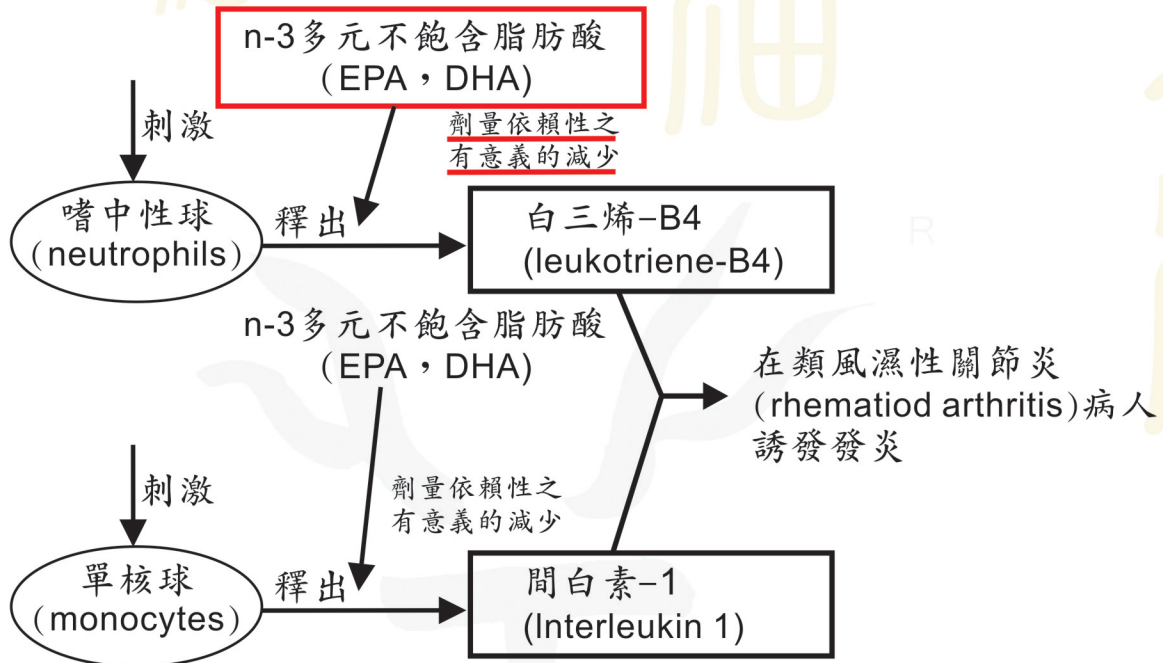 n-3多元不飽含脂肪酸
(EPA，DHA)
刺激
劑量依賴性之
有意義的減少
嗜中性球
(neutrophils)
釋出
白三烯-B4
(leukotriene-B4)
R
n-3多元不飽含脂肪酸
(EPA，DHA)
在類風濕性關節炎
(rhematiod arthritis)病人
誘發發炎
刺激
劑量依賴性之
有意義的減少
單核球
(monocytes)
釋出
間白素-1
(Interleukin 1)